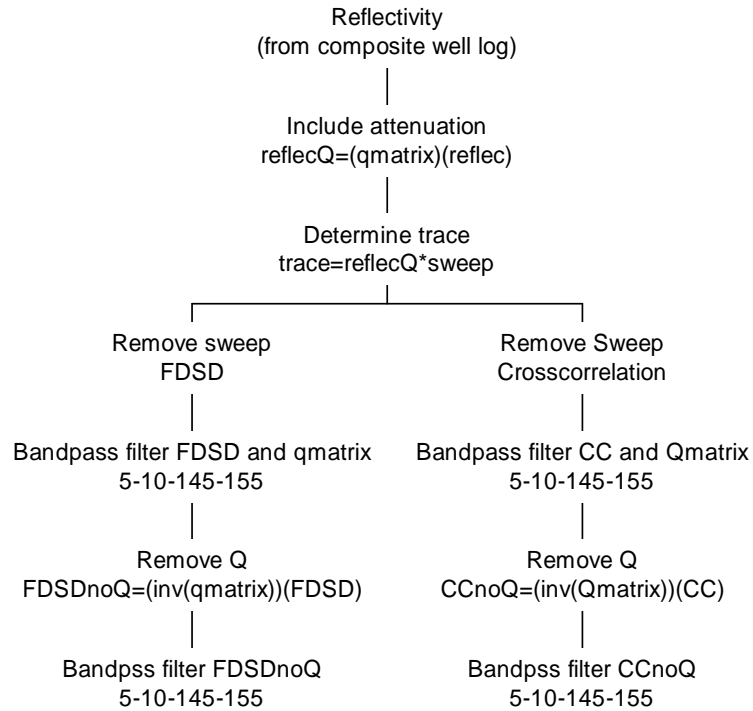 Reflectivity
(from composite well log)
Include attenuation
reflecQ=(qmatrix)(reflec)
Determine trace
trace=reflecQ*sweep
Remove sweep
FDSD
Bandpass filter FDSD and qmatrix
5-10-145-155
Remove Q
FDSDnoQ=(inv(qmatrix))(FDSD)
Bandpss filter FDSDnoQ
5-10-145-155
Remove Sweep
Crosscorrelation
Bandpass filter CC and Qmatrix
5-10-145-155
Remove Q
CCnoQ=(inv(Qmatrix))(CC)
Bandpss filter CCnoQ
5-10-145-155